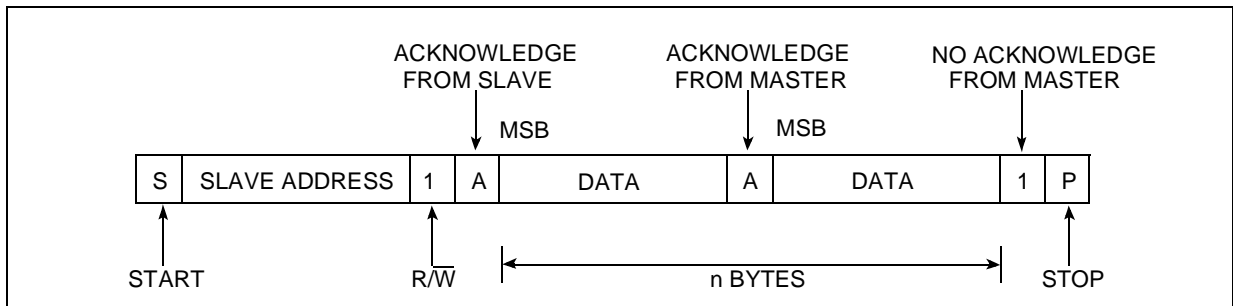 ACKNOWLEDGE
FROM SLAVE
ACKNOWLEDGE
FROM MASTER
NO ACKNOWLEDGE
FROM MASTER
MSB
MSB
S SLAVE ADDRESS 1 A DATA A DATA 1 P
START R/W̅ n BYTES STOP